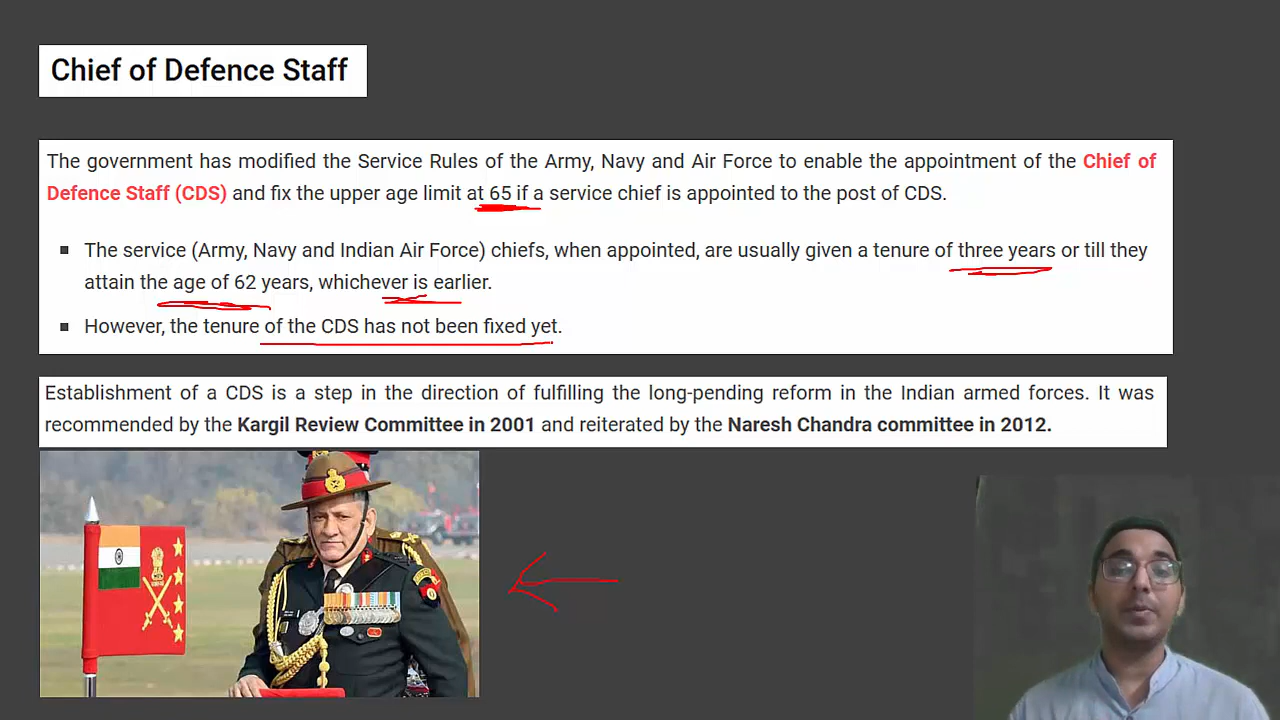 Chief of Defence Staff
The government has modified the Service Rules of the Army, Navy and Air Force to enable the appointment of the Chief of
Defence Staff (CDS) and fix the upper age limit at 65 if a service chief is appointed to the post of CDS.
▪ The service (Army, Navy and Indian Air Force) chiefs, when appointed, are usually given a tenure of three years or till they
attain the age of 62 years, whichever is earlier.
▪ However, the tenure of the CDS has not been fixed yet.
Establishment of a CDS is a step in the direction of fulfilling the long-pending reform in the Indian armed forces. It was
recommended by the Kargil Review Committee in 2001 and reiterated by the Naresh Chandra committee in 2012.